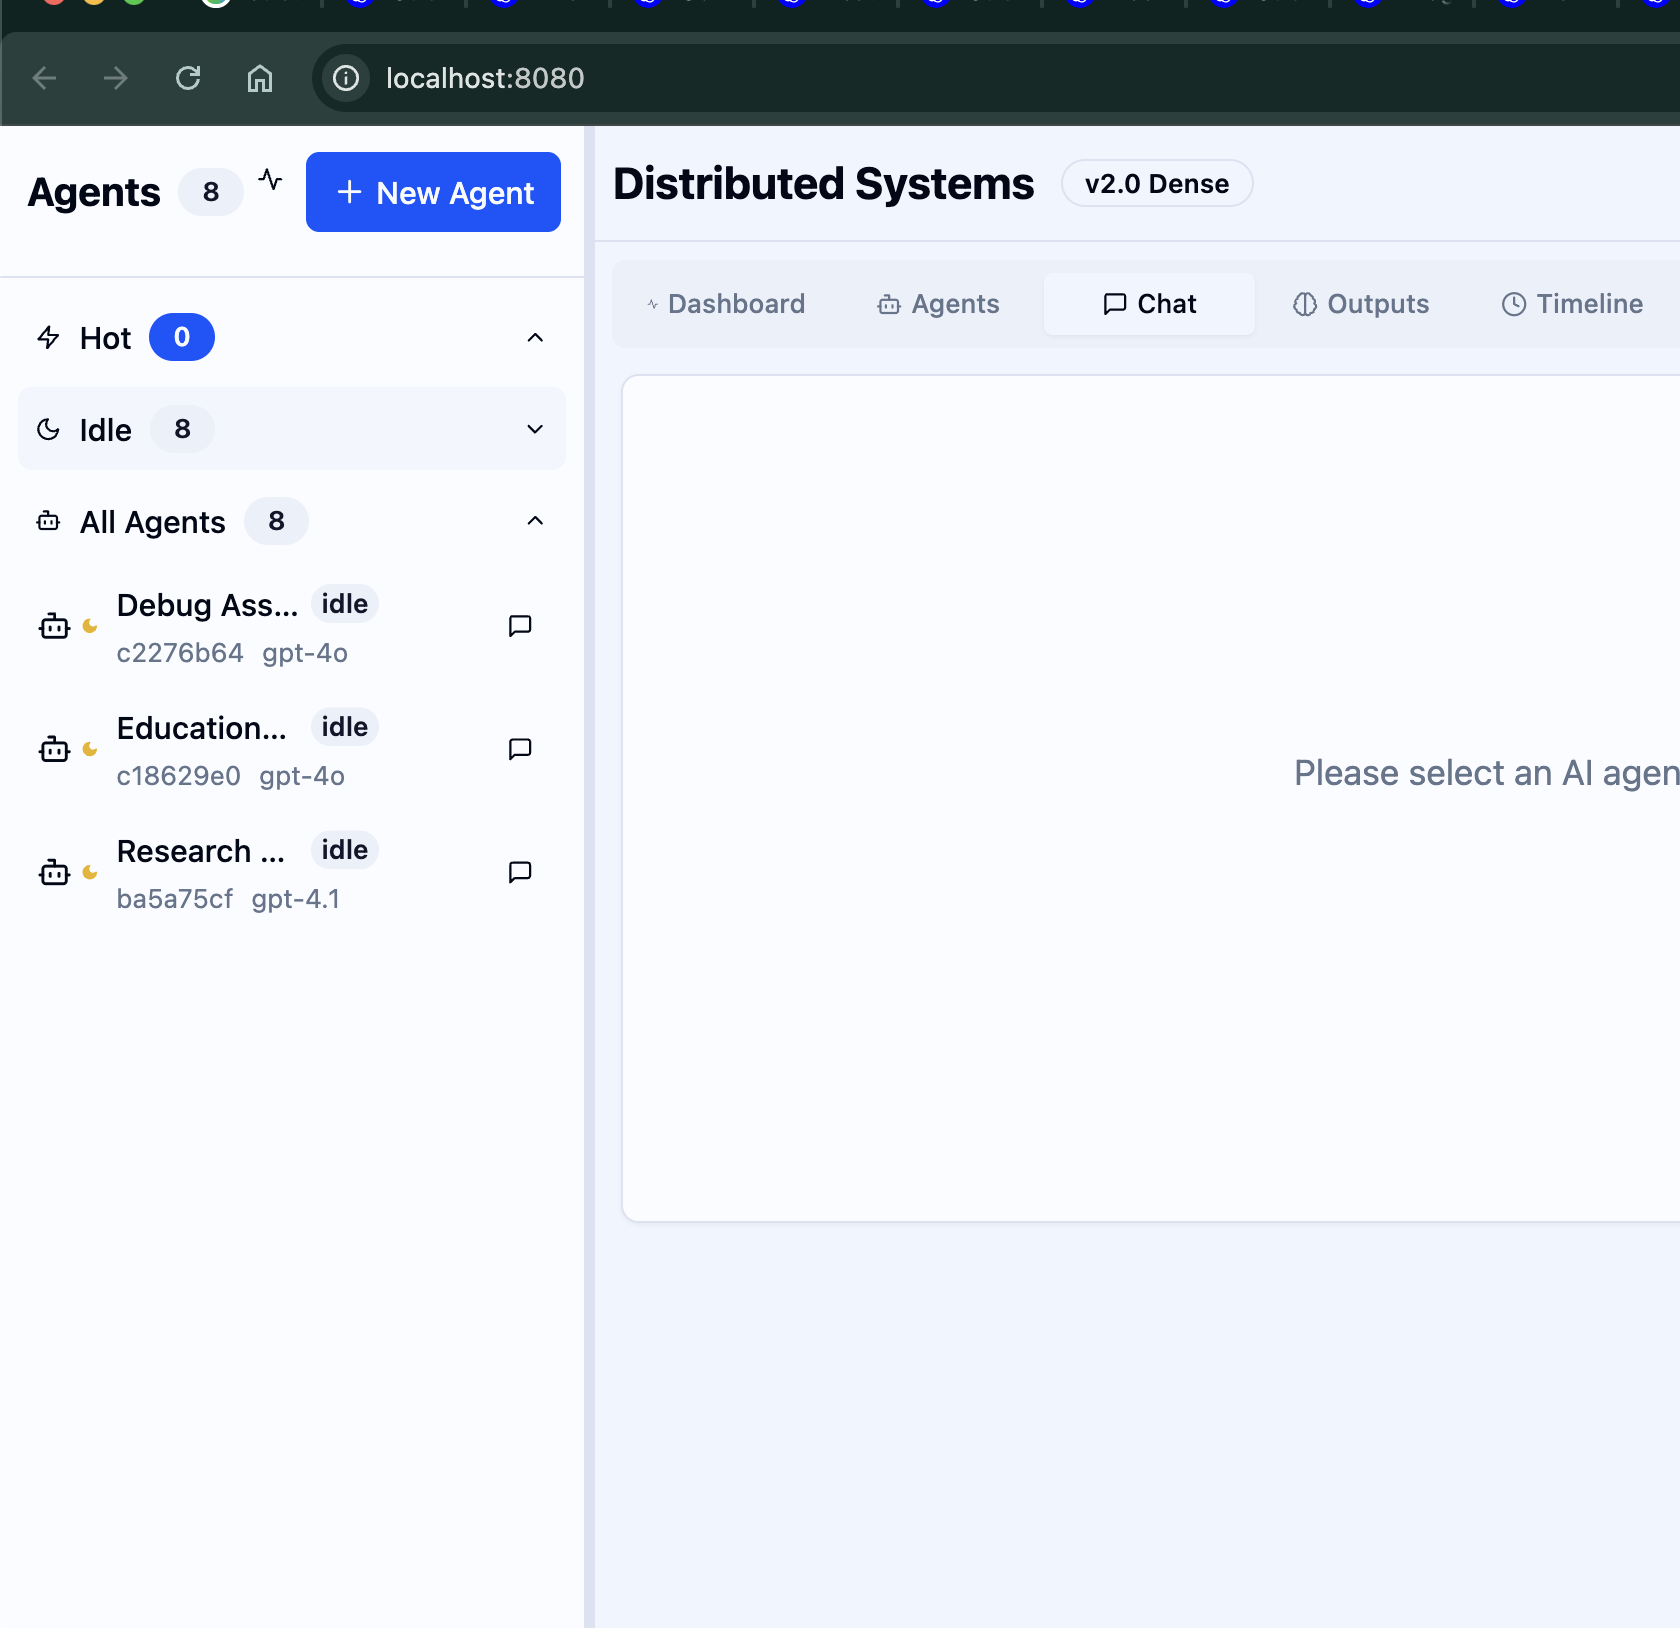 localhost:8080
Agents 8
+ New Agent
Distributed Systems v2.0 Dense
Dashboard Agents Chat Outputs Timeline
Hot 0
Idle 8
All Agents 8
Debug Ass... idle
c2276b64 gpt-4o
Education... idle
c18629e0 gpt-4o
Research ... idle
ba5a75cf gpt-4.1
Please select an AI agen